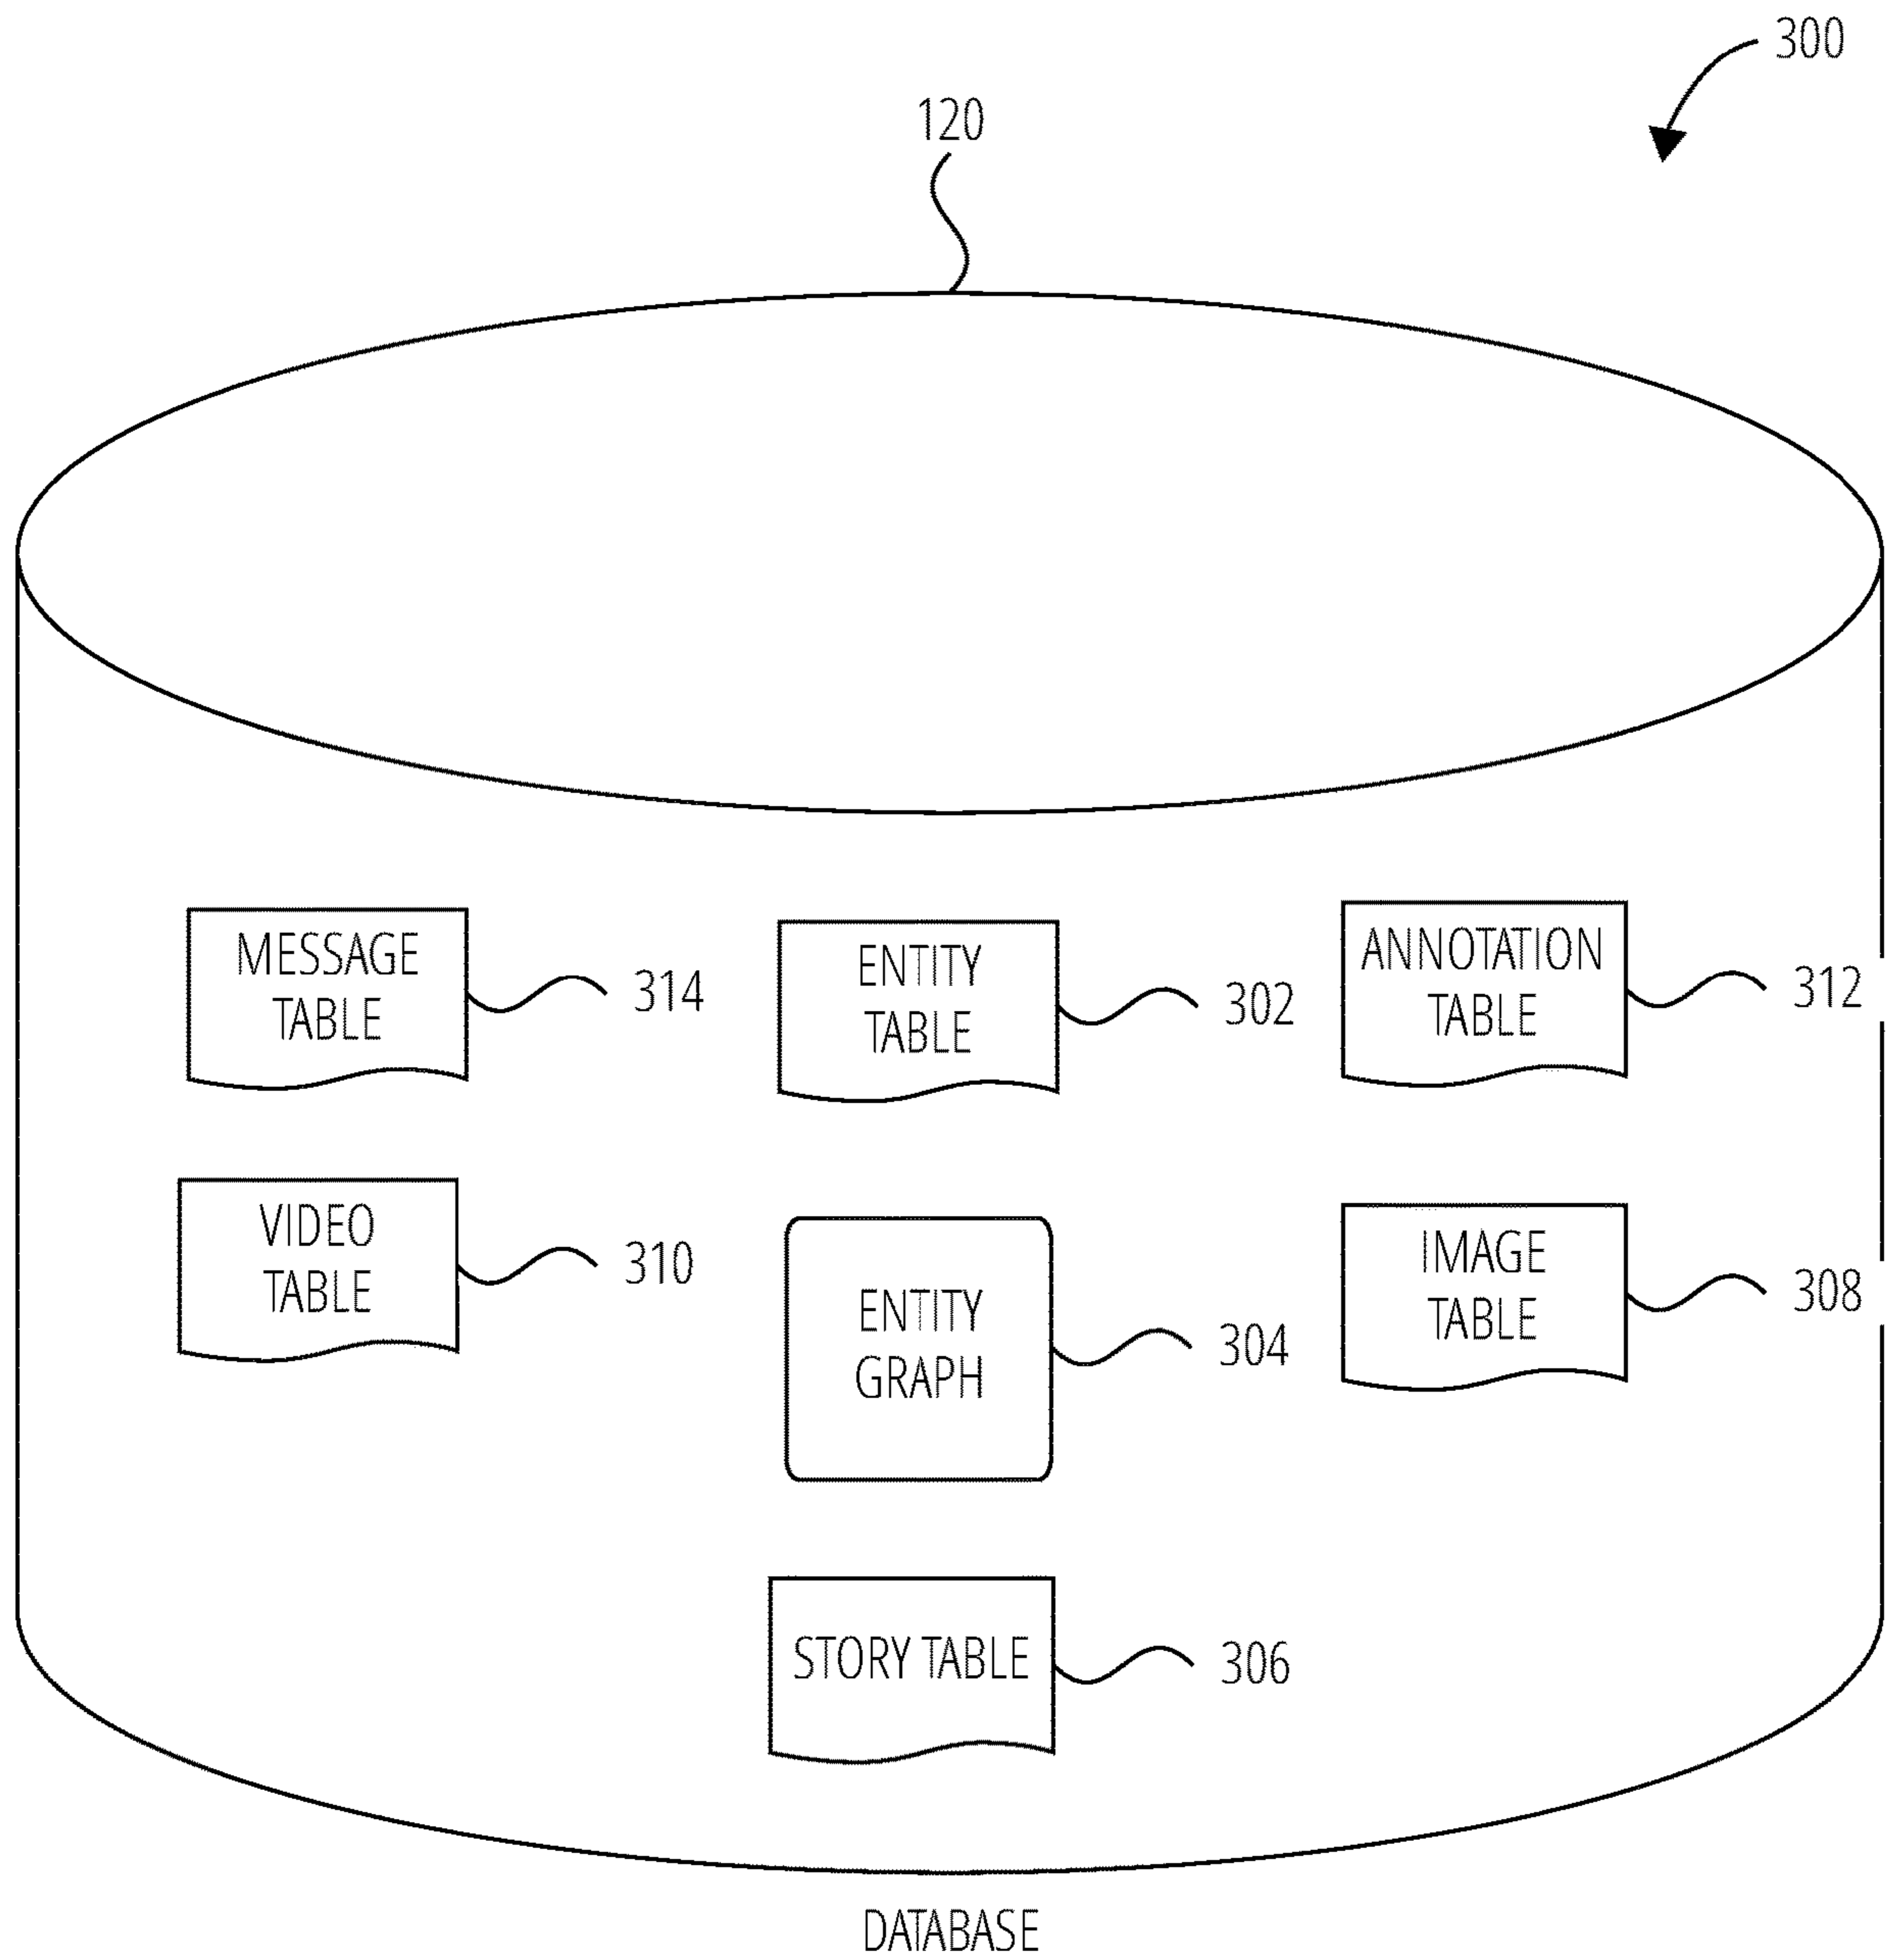 300
120
MESSAGE
TABLE
314
ENTITY
TABLE
302
ANNOTATION
TABLE
312
VIDEO
TABLE
310
ENTITY
GRAPH
304
IMAGE
TABLE
308
STORY TABLE
306
DATABASE